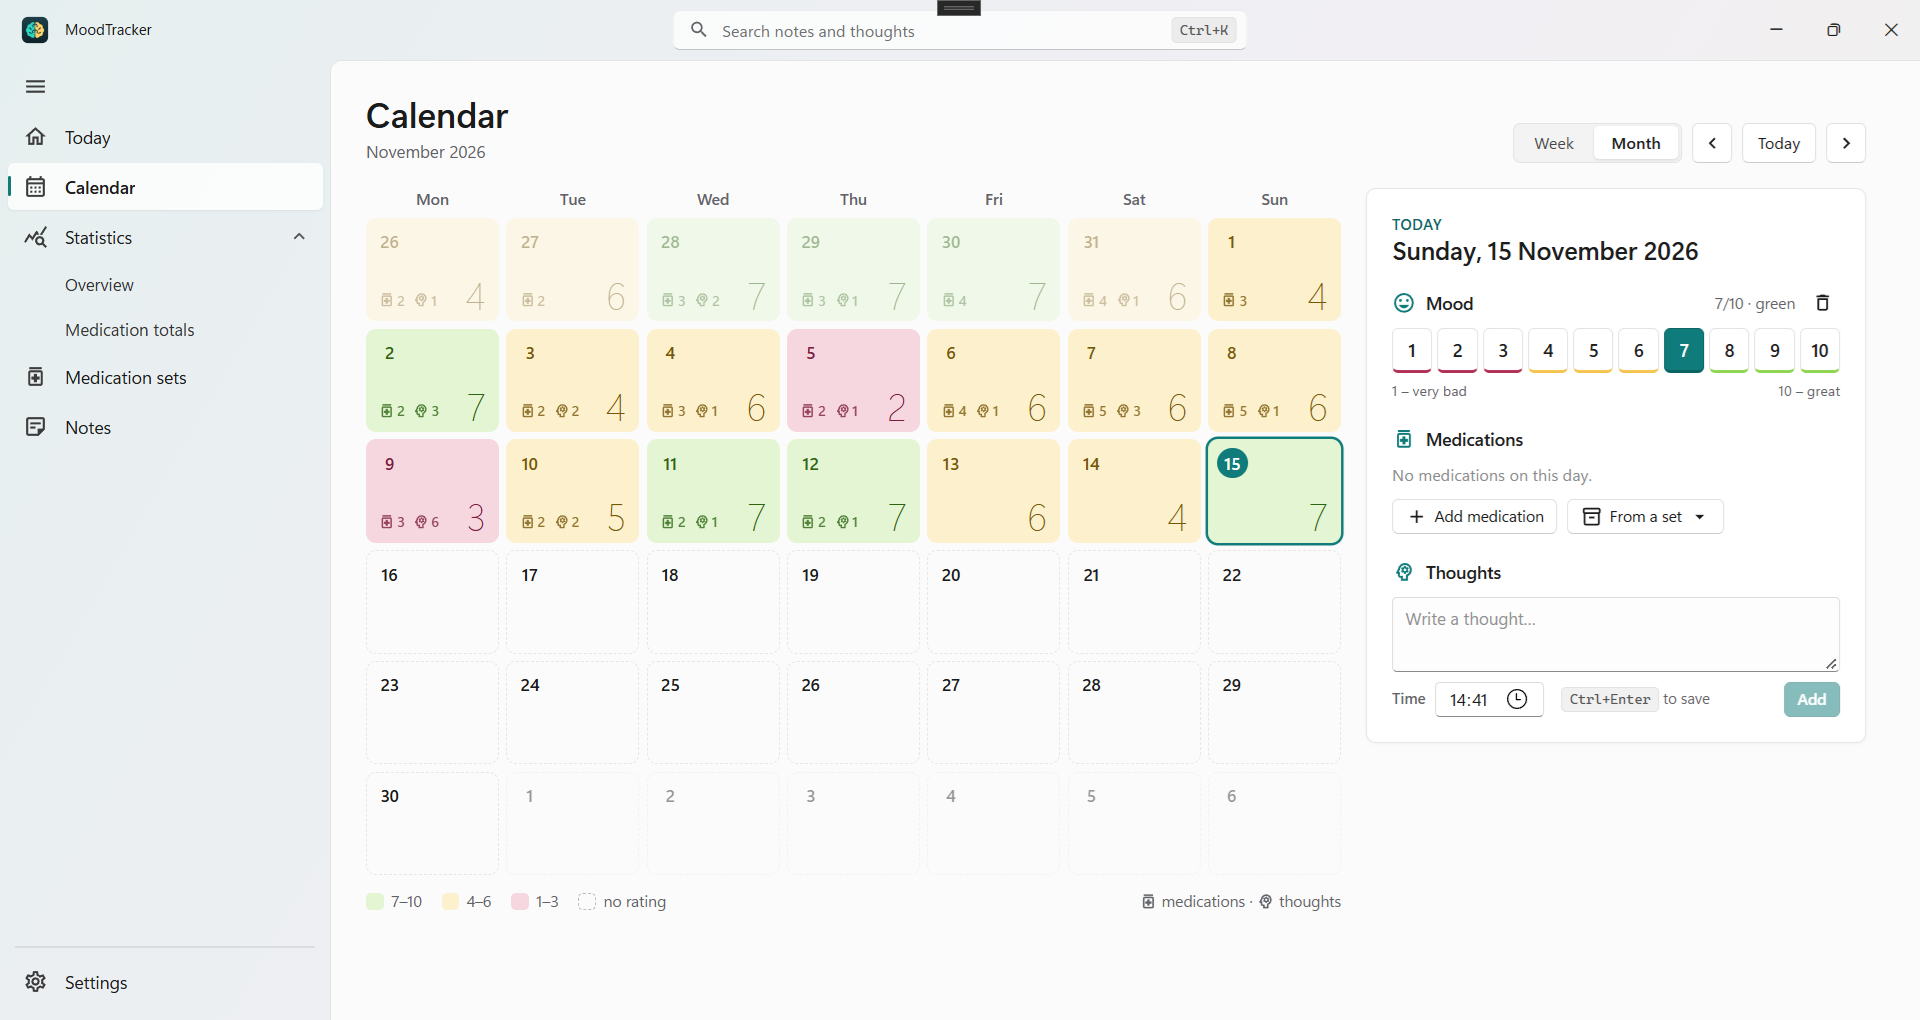 MoodTracker
Search notes and thoughts
Ctrl+K
Today
Calendar
Statistics
Overview
Medication totals
Medication sets
Notes
Settings
Calendar
November 2026
Week Month Today
Mon Tue Wed Thu Fri Sat Sun
26 27 28 29 30 31 1
2 1 4 2 6 3 2 7 3 1 7 4 7 4 1 6 3 4
2 3 4 5 6 7 8
2 3 7 2 2 4 3 1 6 2 1 2 4 1 6 5 3 6 5 1 6
9 10 11 12 13 14 15
3 6 3 2 2 5 2 1 7 2 1 7 6 4 7
16 17 18 19 20 21 22
23 24 25 26 27 28 29
30 1 2 3 4 5 6
7–10 4–6 1–3 no rating
medications · thoughts
TODAY
Sunday, 15 November 2026
Mood 7/10 · green
1 2 3 4 5 6 7 8 9 10
1 – very bad 10 – great
Medications
No medications on this day.
Add medication From a set
Thoughts
Write a thought...
Time 14:41 Ctrl+Enter to save Add